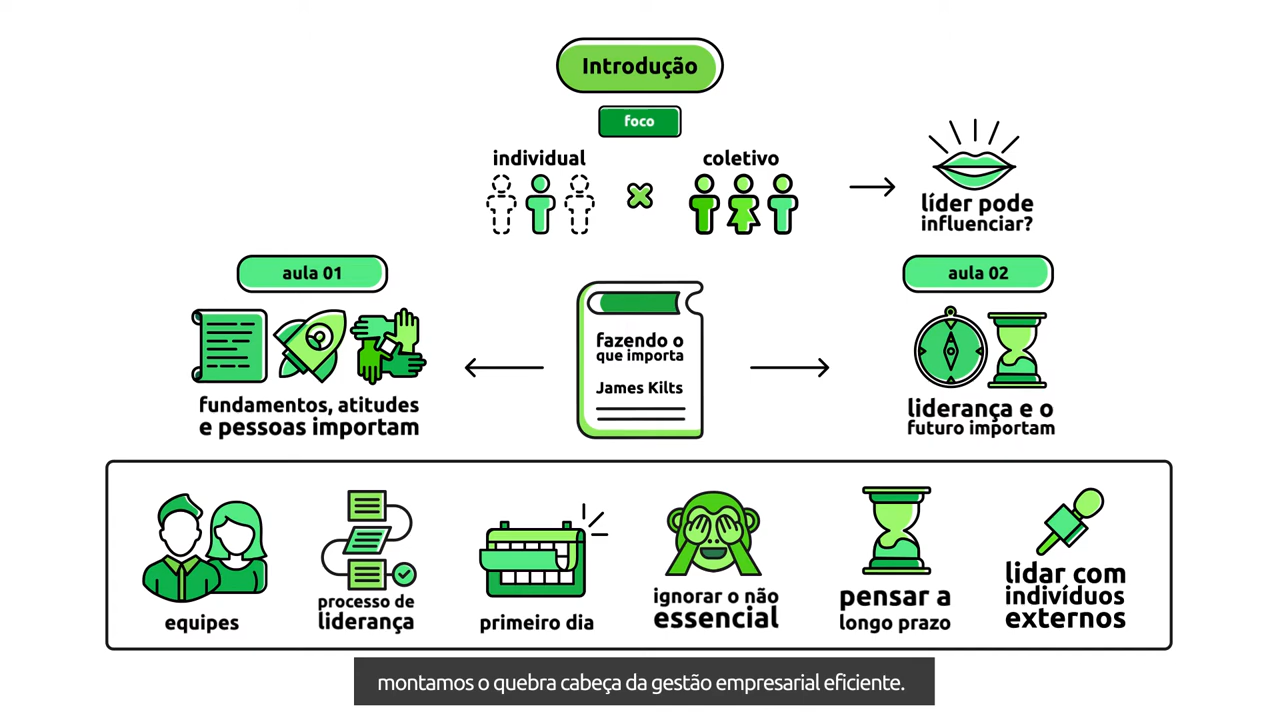 Introdução
foco
individual
coletivo
líder pode
influenciar?
aula 01
aula 02
fazendo o
que importa
James Kilts
fundamentos, atitudes
e pessoas importam
liderança e o
futuro importam
equipes
processo de
liderança
primeiro dia
ignorar o não
essencial
pensar a
longo prazo
lidar com
indivíduos
externos
montamos o quebra cabeça da gestão empresarial eficiente.